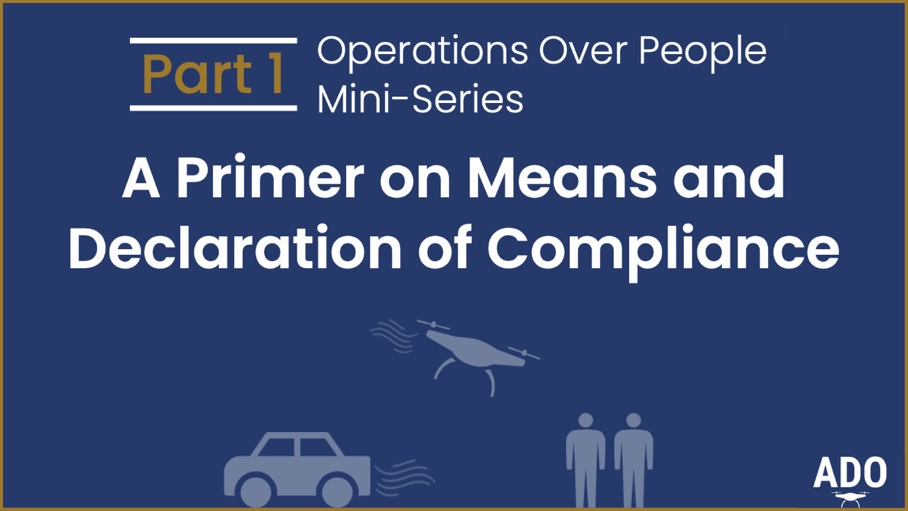 Part 1
Operations Over People
Mini-Series
A Primer on Means and
Declaration of Compliance
ADO